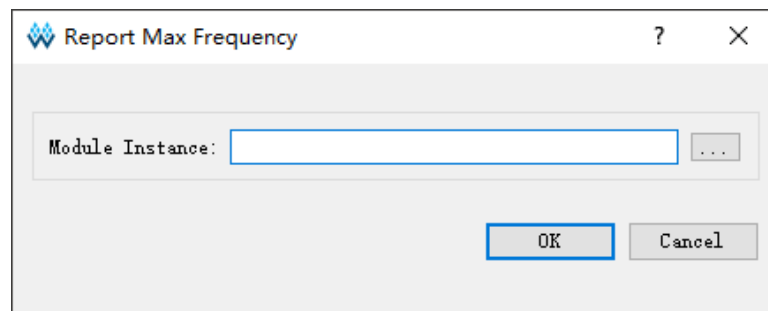 Report Max Frequency ? ×
Module Instance: ...
OK Cancel